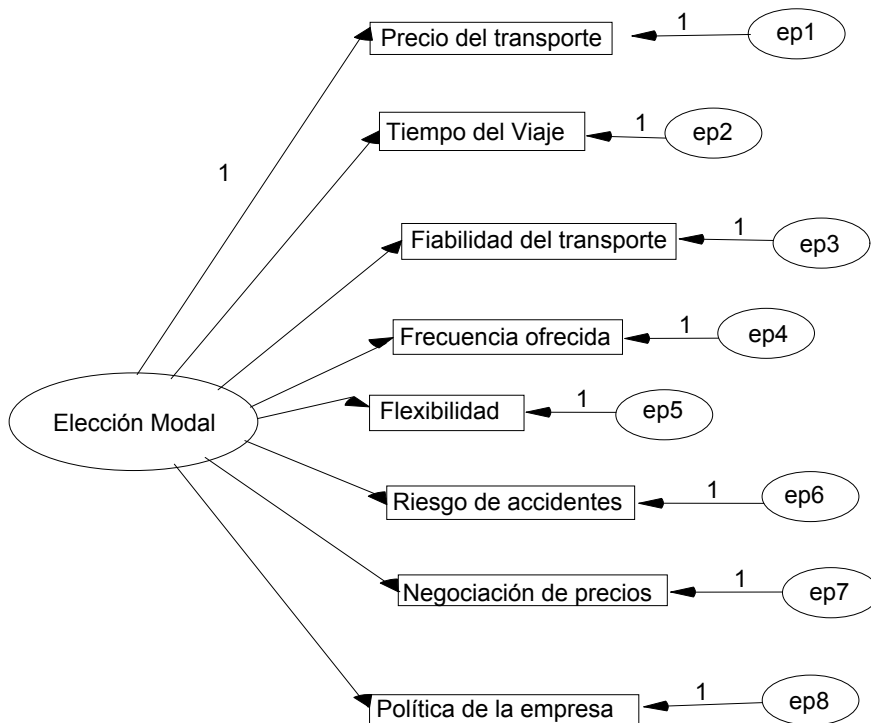 Precio del transporte
1
ep1
Tiempo del Viaje
1
ep2
1
Fiabilidad del transporte
1
ep3
Frecuencia ofrecida
1
ep4
Elección Modal
Flexibilidad
1
ep5
Riesgo de accidentes
1
ep6
Negociación de precios
1
ep7
Política de la empresa
1
ep8